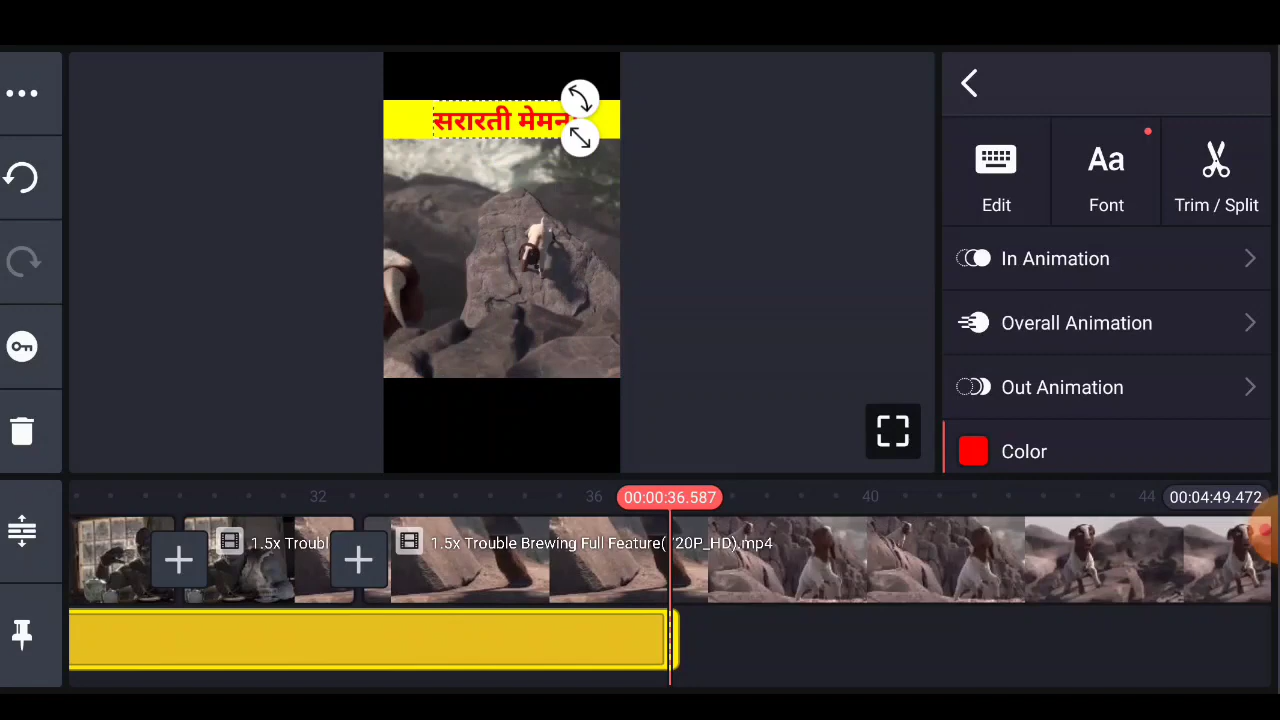 सरारती मेमना
Edit
Aa
Font
Trim / Split
In Animation
Overall Animation
Out Animation
Color
32
36
00:00:36.587
40
44
00:04:49.472
1.5x Troubl
1.5x Trouble Brewing Full Feature( 720P_HD).mp4